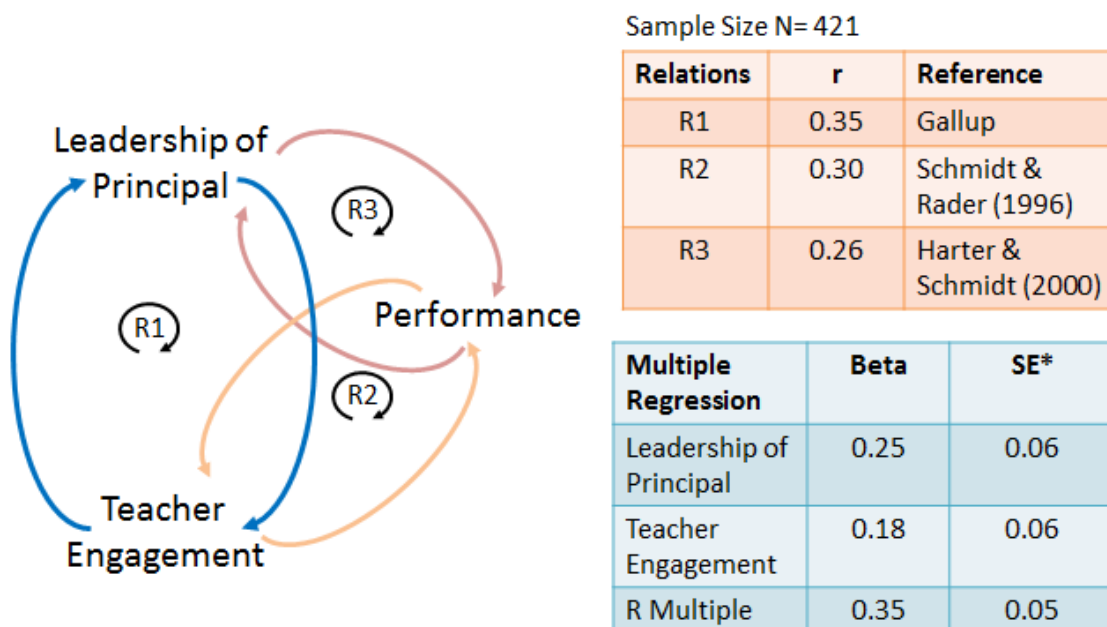 Leadership of
Principal
R3
Performance
R1
R2
Teacher
Engagement
Sample Size N= 421
Relations r Reference
R1 0.35 Gallup
R2 0.30 Schmidt &
Rader (1996)
R3 0.26 Harter &
Schmidt (2000)
Multiple Beta SE*
Regression
Leadership of 0.25 0.06
Principal
Teacher 0.18 0.06
Engagement
R Multiple 0.35 0.05